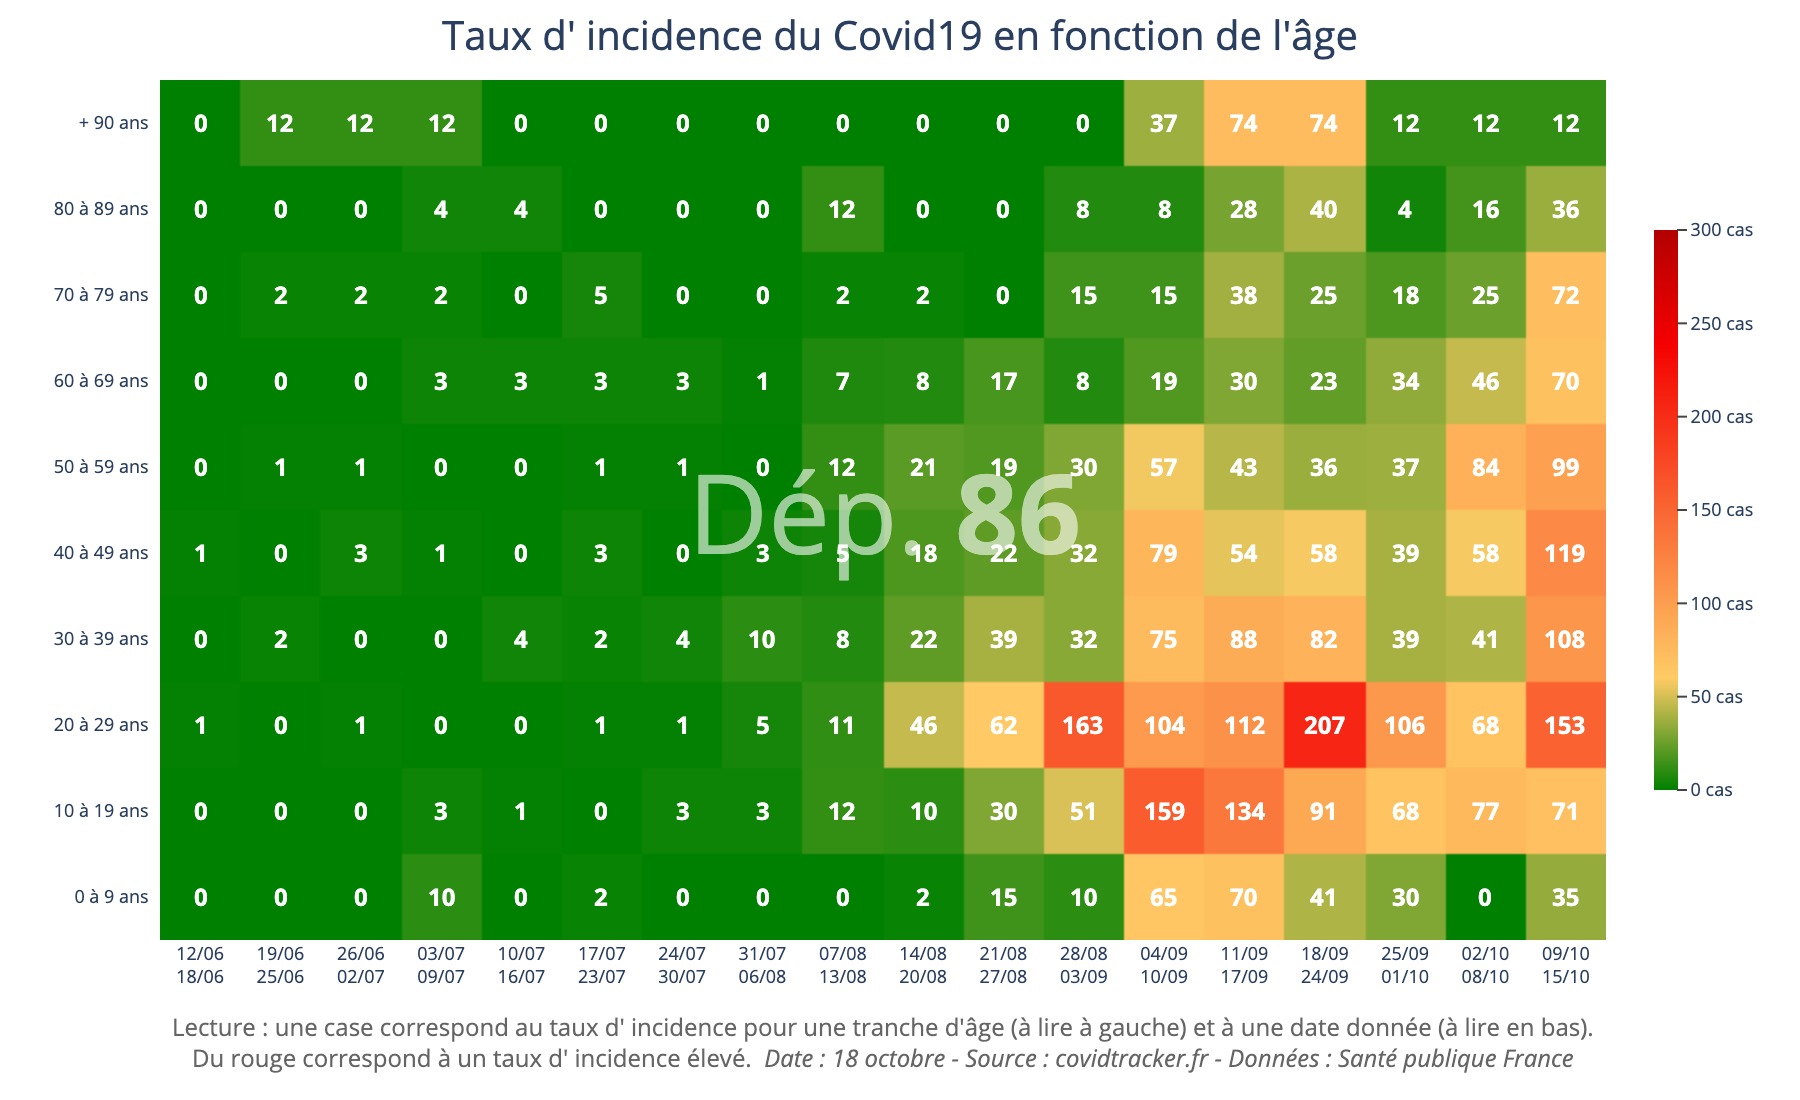 Taux d' incidence du Covid19 en fonction de l'âge
+ 90 ans 0 12 12 12 0 0 0 0 0 0 0 0 37 74 74 12 12 12
80 à 89 ans 0 0 0 4 4 0 0 0 12 0 0 8 8 28 40 4 16 36
70 à 79 ans 0 2 2 2 0 5 0 0 2 2 0 15 15 38 25 18 25 72
60 à 69 ans 0 0 0 3 3 3 3 1 7 8 17 8 19 30 23 34 46 70
50 à 59 ans 0 1 1 0 0 1 1 0 12 21 19 30 57 43 36 37 84 99
Dép. 86
40 à 49 ans 1 0 3 1 0 3 0 3 5 18 22 32 79 54 58 39 58 119
30 à 39 ans 0 2 0 0 4 2 4 10 8 22 39 32 75 88 82 39 41 108
20 à 29 ans 1 0 1 0 0 1 1 5 11 46 62 163 104 112 207 106 68 153
10 à 19 ans 0 0 0 3 1 0 3 3 12 10 30 51 159 134 91 68 77 71
0 à 9 ans 0 0 0 10 0 2 0 0 0 2 15 10 65 70 41 30 0 35
12/06 19/06 26/06 03/07 10/07 17/07 24/07 31/07 07/08 14/08 21/08 28/08 04/09 11/09 18/09 25/09 02/10 09/10
18/06 25/06 02/07 09/07 16/07 23/07 30/07 06/08 13/08 20/08 27/08 03/09 10/09 17/09 24/09 01/10 08/10 15/10
300 cas
250 cas
200 cas
150 cas
100 cas
50 cas
0 cas
Lecture : une case correspond au taux d' incidence pour une tranche d'âge (à lire à gauche) et à une date donnée (à lire en bas).
Du rouge correspond à un taux d' incidence élevé. Date : 18 octobre - Source : covidtracker.fr - Données : Santé publique France